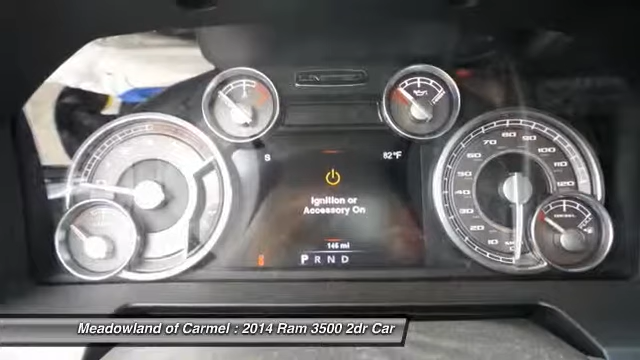 S 82°F
Ignition or
Accessory On
146 mi
P R N D
10
20
30
40
50
60
70
80
90
100
110
120
DIESEL
Meadowland of Carmel : 2014 Ram 3500 2dr Car